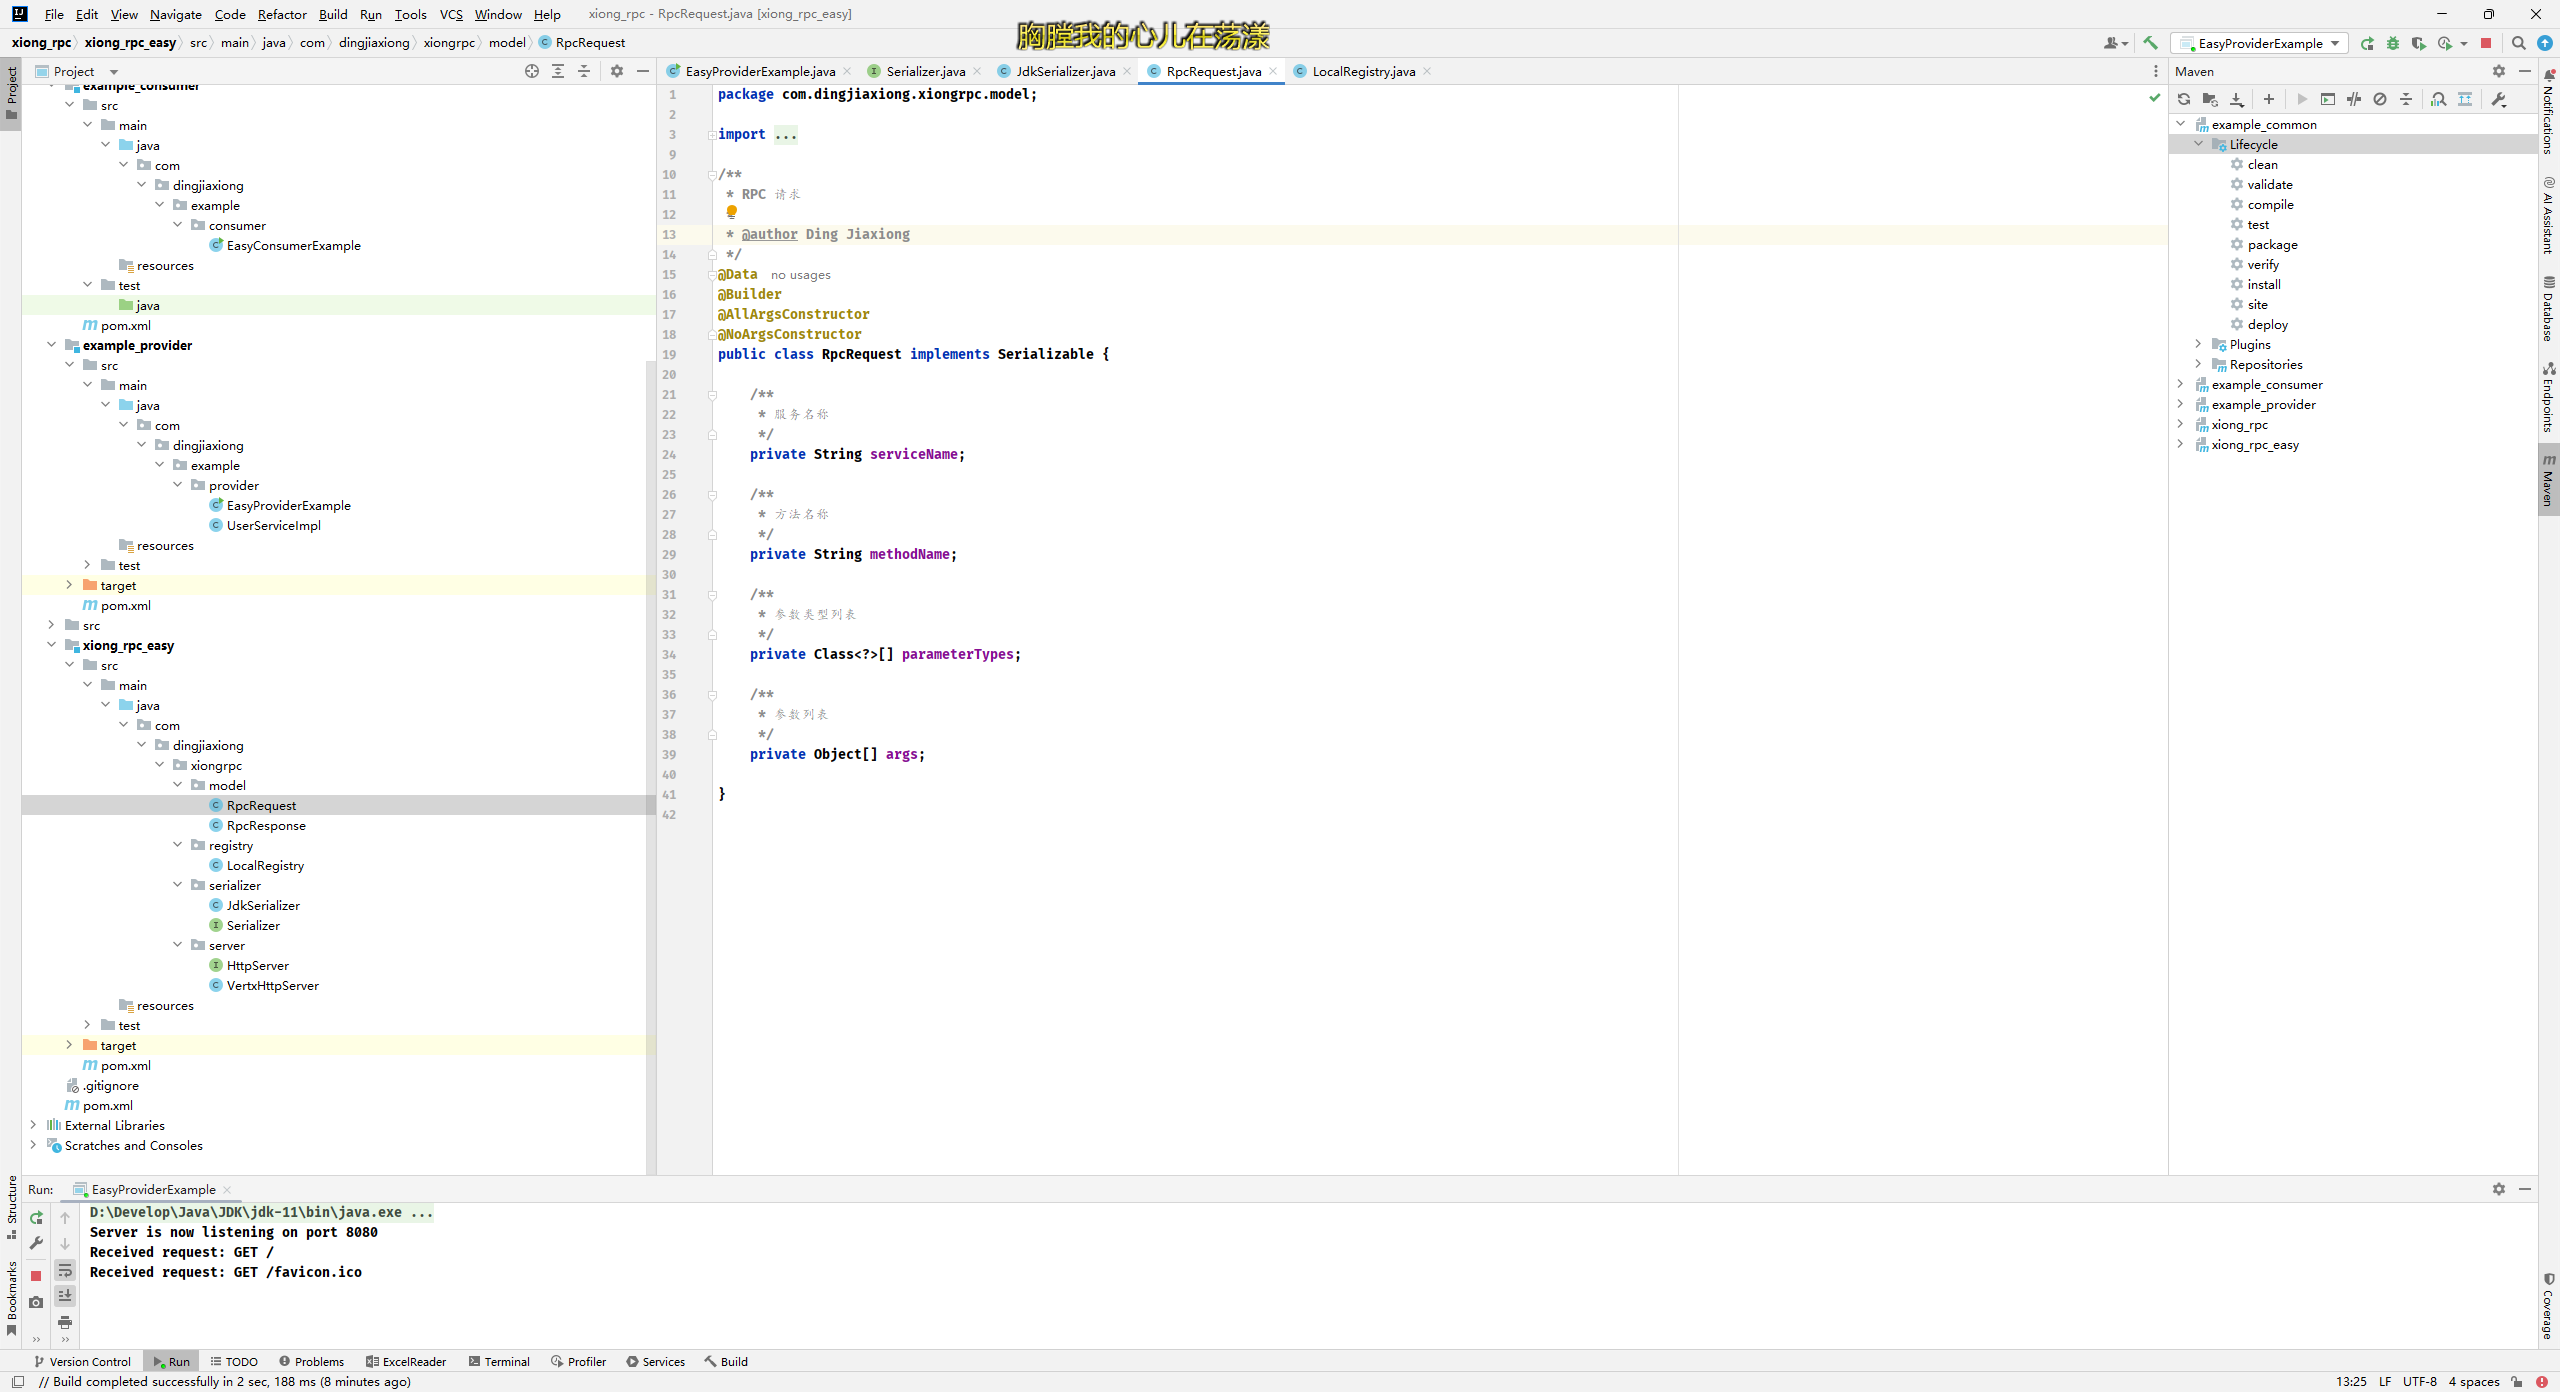 File Edit View Navigate Code Refactor Build Run Tools VCS Window Help xiong_rpc - RpcRequest.java [xiong_rpc_easy]
胸膛我的心儿在荡漾
xiong_rpc xiong_rpc_easy src main java com dingjiaxiong xiongrpc model RpcRequest
EasyProviderExample
Project
EasyProviderExample.java Serializer.java JdkSerializer.java RpcRequest.java LocalRegistry.java
Maven
example_consumer
src
main
java
com
dingjiaxiong
example
consumer
EasyConsumerExample
resources
test
java
pom.xml
example_provider
src
main
java
com
dingjiaxiong
example
provider
EasyProviderExample
UserServiceImpl
resources
test
target
pom.xml
src
xiong_rpc_easy
src
main
java
com
dingjiaxiong
xiongrpc
model
RpcRequest
RpcResponse
registry
LocalRegistry
serializer
JdkSerializer
Serializer
server
HttpServer
VertxHttpServer
resources
test
target
pom.xml
.gitignore
pom.xml
External Libraries
Scratches and Consoles
1 package com.dingjiaxiong.xiongrpc.model;
2
3 import ...
9
10 /**
11 * RPC 请求
12
13 * @author Ding Jiaxiong
14 */
15 @Data no usages
16 @Builder
17 @AllArgsConstructor
18 @NoArgsConstructor
19 public class RpcRequest implements Serializable {
20
21 /**
22 * 服务名称
23 */
24 private String serviceName;
25
26 /**
27 * 方法名称
28 */
29 private String methodName;
30
31 /**
32 * 参数类型列表
33 */
34 private Class<?>[] parameterTypes;
35
36 /**
37 * 参数列表
38 */
39 private Object[] args;
40
41 }
42
example_common
Lifecycle
clean
validate
compile
test
package
verify
install
site
deploy
Plugins
Repositories
example_consumer
example_provider
xiong_rpc
xiong_rpc_easy
Project
Structure
Bookmarks
Notifications
AI Assistant
Database
Endpoints
Maven
Coverage
Run: EasyProviderExample
D:\Develop\Java\JDK\jdk-11\bin\java.exe ...
Server is now listening on port 8080
Received request: GET /
Received request: GET /favicon.ico
Version Control Run TODO Problems ExcelReader Terminal Profiler Services Build
// Build completed successfully in 2 sec, 188 ms (8 minutes ago)
13:25 LF UTF-8 4 spaces